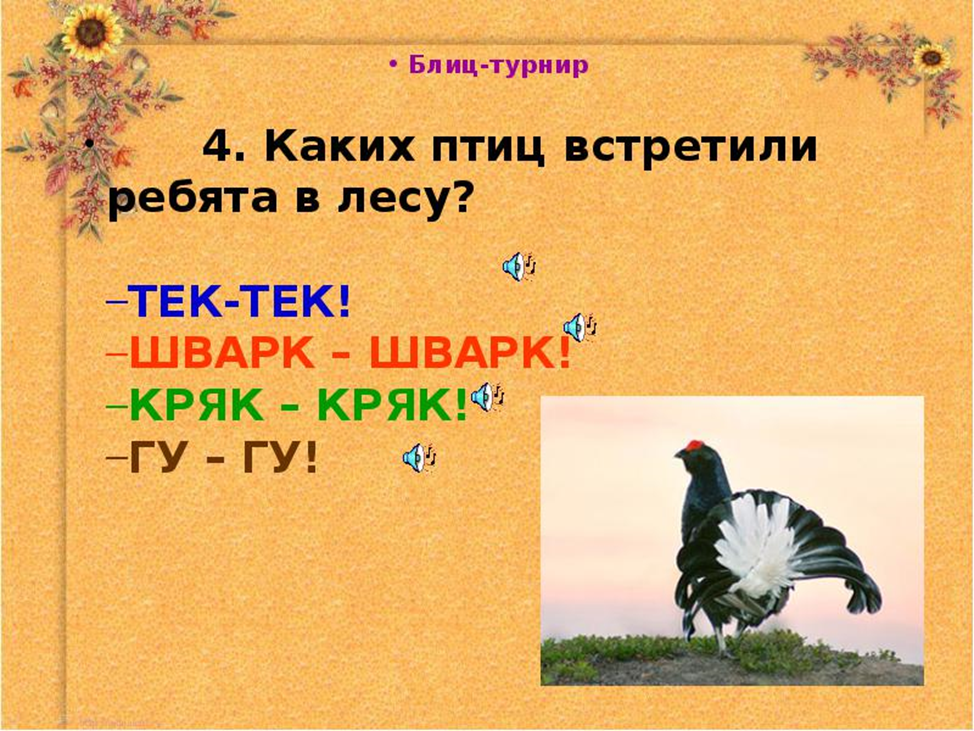 • Блиц-турнир
• 4. Каких птиц встретили
ребята в лесу?
–ТЕК-ТЕК!
–ШВАРК – ШВАРК!
–КРЯК – КРЯК!
–ГУ – ГУ!